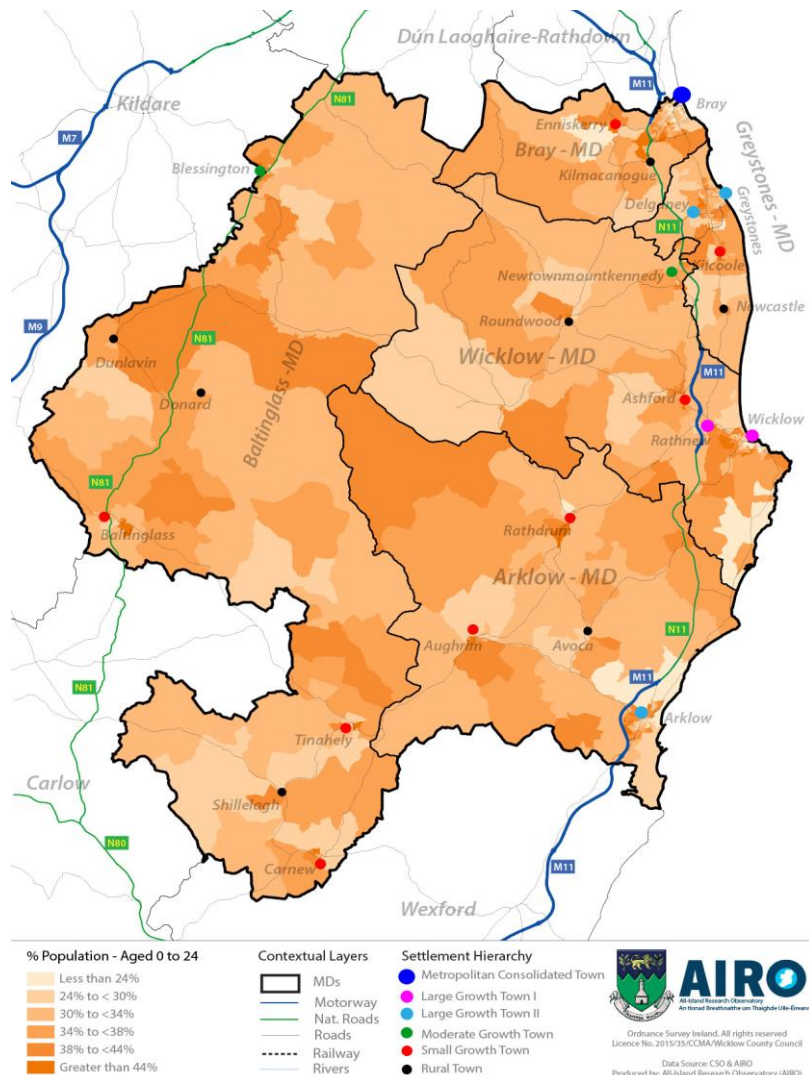 Dún Laoghaire-Rathdown
M11
Kildare
N81
Bray
M7
Enniskerry
Bray - MD
Greystones - MD
Blessington
Kilmacanogue
Delganey
Greystones
N11
Kilcoole
Newtownmountkennedy
M9
Newcastle
Roundwood
Dunlavin
N81
Wicklow - MD
M11
Baltinglass -MD
Donard
Ashford
Wicklow
Rathnew
N81
Baltinglass
Rathdrum
Arklow - MD
Aughrim
Avoca
N11
M11
N81
Arklow
Tinahely
Carlow
Shillelagh
N80
Carnew
M11
Wexford
% Population - Aged 0 to 24
Less than 24%
24% to < 30%
30% to <34%
34% to <38%
38% to <44%
Greater than 44%
Contextual Layers
MDs
Motorway
Nat. Roads
Roads
Railway
Rivers
Settlement Hierarchy
Metropolitan Consolidated Town
Large Growth Town I
Large Growth Town II
Moderate Growth Town
Small Growth Town
Rural Town
AIRO
All-Island Research Observatory
An tIonad Breathnaithe um Thaighde Uile-Éireann
Ordnance Survey Ireland. All rights reserved
Licence No. 2015/35/CCMA/Wicklow County Council
Data Source: CSO & AIRO
Produced by: All-Island Research Observatory (AIRO)